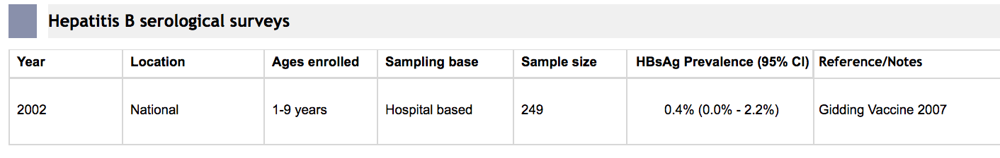 Hepatitis B serological surveys
Year Location Ages enrolled Sampling base Sample size HBsAg Prevalence (95% CI) Reference/Notes
2002 National 1-9 years Hospital based 249 0.4% (0.0% - 2.2%) Gidding Vaccine 2007